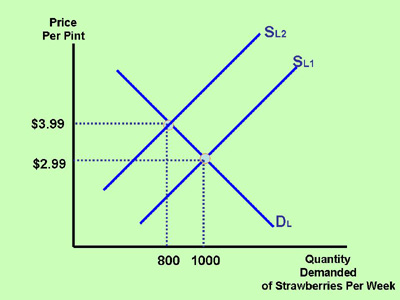 Price
Per Pint
SL2
SL1
$3.99
$2.99
DL
800 1000
Quantity
Demanded
of Strawberries Per Week